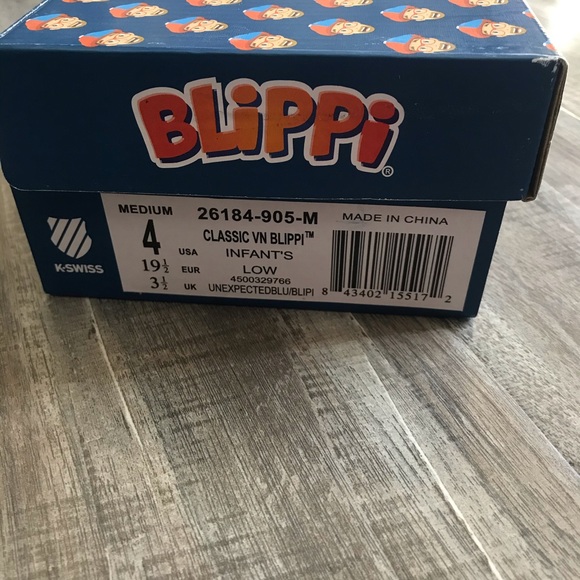 BLiPPi®
MEDIUM 26184-905-M MADE IN CHINA
4 USA CLASSIC VN BLIPPI™
19½ EUR INFANT'S
LOW
4500329766
3½ UK UNEXPECTEDBLU/BLIPI
8 43402 15517 2
K·SWISS